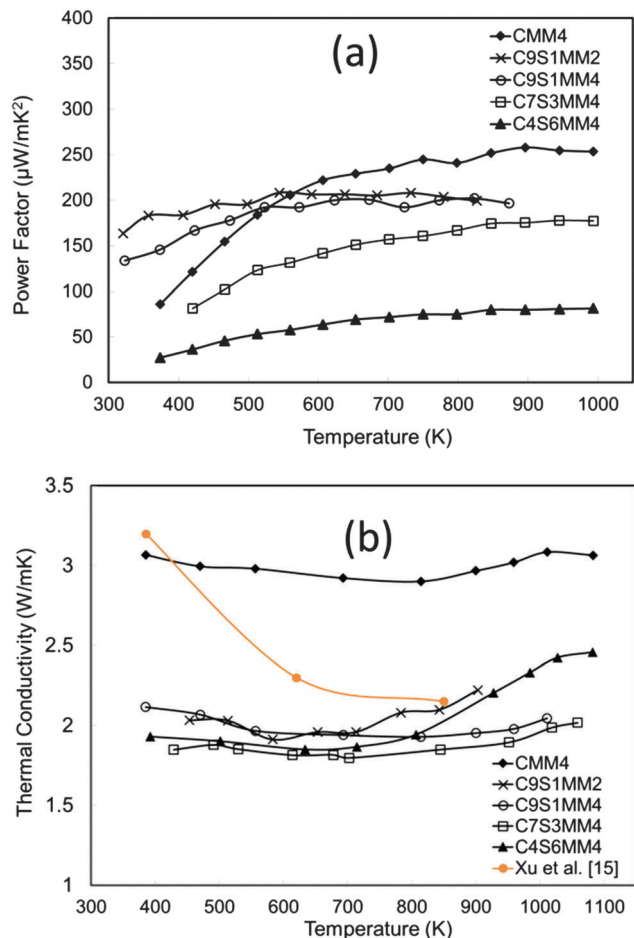 (a)
CMM4
C9S1MM2
C9S1MM4
C7S3MM4
C4S6MM4
400
350
300
250
200
150
100
50
0
Power Factor (µW/mK²)
300 400 500 600 700 800 900 1000
Temperature (K)
(b)
3.5
3
2.5
2
1.5
1
Thermal Conductivity (W/mK)
CMM4
C9S1MM2
C9S1MM4
C7S3MM4
C4S6MM4
Xu et al. [15]
300 400 500 600 700 800 900 1000 1100
Temperature (K)